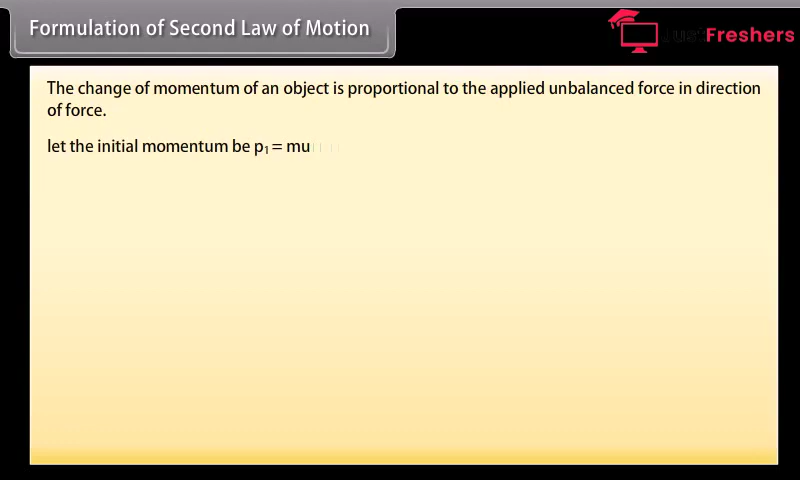 Formulation of Second Law of Motion
Just Freshers
The change of momentum of an object is proportional to the applied unbalanced force in direction
of force.
let the initial momentum be p₁ = mu